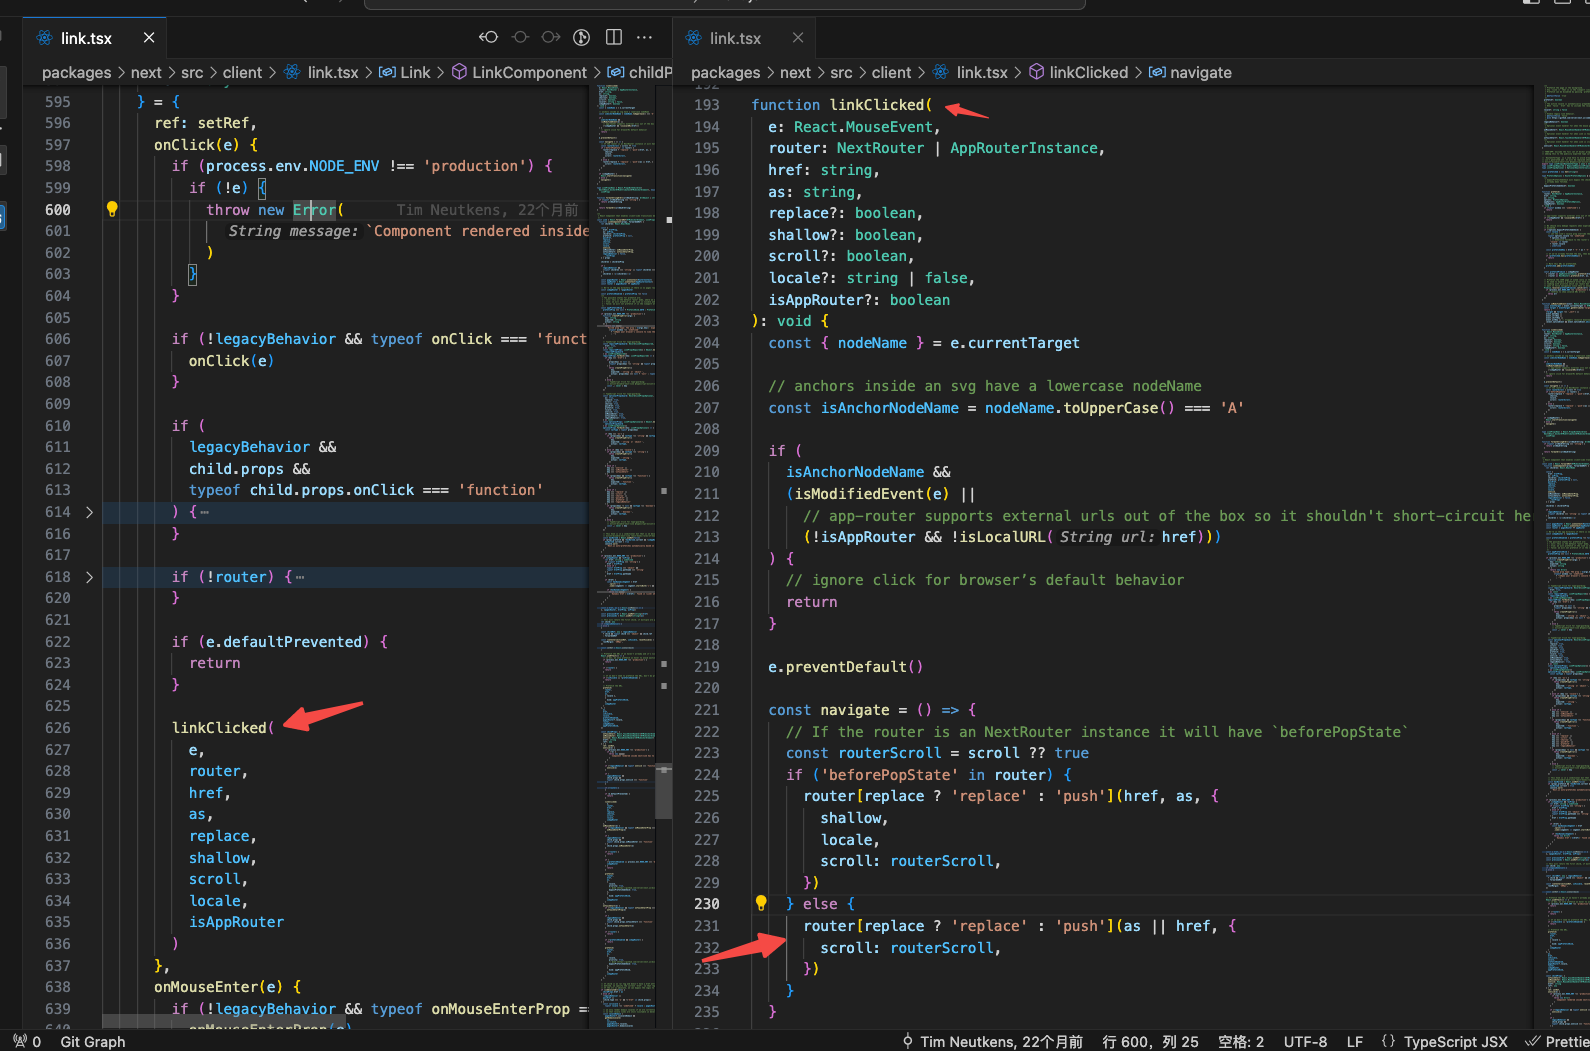 link.tsx
packages > next > src > client > link.tsx > Link > LinkComponent > childP
595 } = {
596 ref: setRef,
597 onClick(e) {
598 if (process.env.NODE_ENV !== 'production') {
599 if (!e) {
600 throw new Error( Tim Neutkens, 22个月前
601 String message: `Component rendered inside
602 )
603 }
604 }
605
606 if (!legacyBehavior && typeof onClick === 'funct
607 onClick(e)
608 }
609
610 if (
611 legacyBehavior &&
612 child.props &&
613 typeof child.props.onClick === 'function'
614 ) {
616 }
617
618 if (!router) {
620 }
621
622 if (e.defaultPrevented) {
623 return
624 }
625
626 linkClicked(
627 e,
628 router,
629 href,
630 as,
631 replace,
632 shallow,
633 scroll,
634 locale,
635 isAppRouter
636 )
637 },
638 onMouseEnter(e) {
639 if (!legacyBehavior && typeof onMouseEnterProp =
640 onMouseEnterProp(e)
link.tsx
packages > next > src > client > link.tsx > linkClicked > navigate
192
193 function linkClicked(
194 e: React.MouseEvent,
195 router: NextRouter | AppRouterInstance,
196 href: string,
197 as: string,
198 replace?: boolean,
199 shallow?: boolean,
200 scroll?: boolean,
201 locale?: string | false,
202 isAppRouter?: boolean
203 ): void {
204 const { nodeName } = e.currentTarget
205
206 // anchors inside an svg have a lowercase nodeName
207 const isAnchorNodeName = nodeName.toUpperCase() === 'A'
208
209 if (
210 isAnchorNodeName &&
211 (isModifiedEvent(e) ||
212 // app-router supports external urls out of the box so it shouldn't short-circuit he
213 (!isAppRouter && !isLocalURL( String url: href)))
214 ) {
215 // ignore click for browser’s default behavior
216 return
217 }
218
219 e.preventDefault()
220
221 const navigate = () => {
222 // If the router is an NextRouter instance it will have `beforePopState`
223 const routerScroll = scroll ?? true
224 if ('beforePopState' in router) {
225 router[replace ? 'replace' : 'push'](href, as, {
226 shallow,
227 locale,
228 scroll: routerScroll,
229 })
230 } else {
231 router[replace ? 'replace' : 'push'](as || href, {
232 scroll: routerScroll,
233 })
234 }
235 }
0 Git Graph
Tim Neutkens, 22个月前 行 600，列 25 空格: 2 UTF-8 LF {} TypeScript JSX Prettie